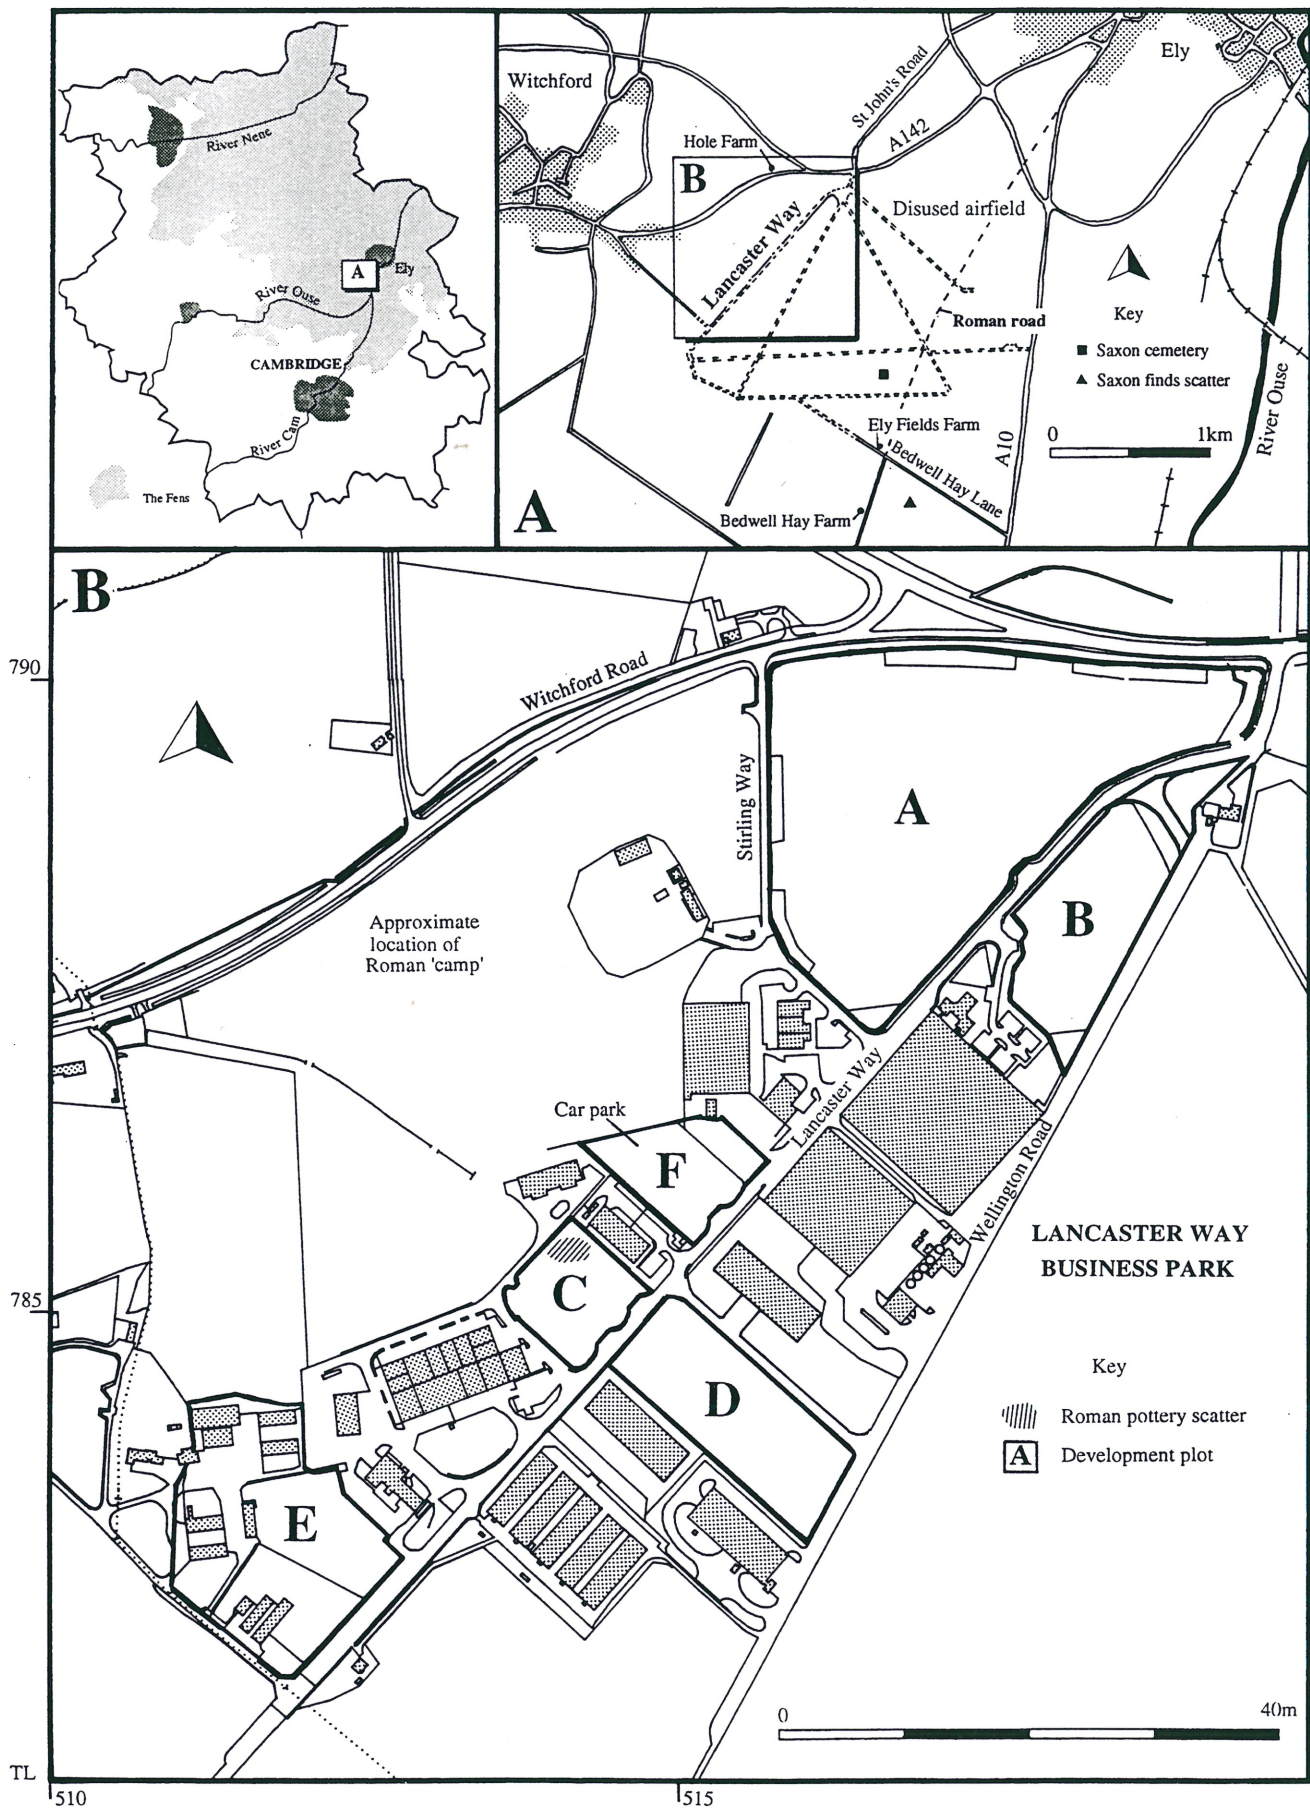 River Nene
A
Ely
River Ouse
CAMBRIDGE
River Cam
The Fens
Witchford
St John's Road
Ely
A142
Hole Farm
B
Lancaster Way
Disused airfield
Roman road
Key
Saxon cemetery
Saxon finds scatter
0 1km
River Ouse
Ely Fields Farm
A10
Bedwell Hay Lane
Bedwell Hay Farm
A
B
790
Witchford Road
Stirling Way
A
B
Approximate
location of
Roman 'camp'
Lancaster Way
Car park
F
Wellington Road
LANCASTER WAY
BUSINESS PARK
785
C
D
Key
Roman pottery scatter
A Development plot
E
0 40m
TL
510 515